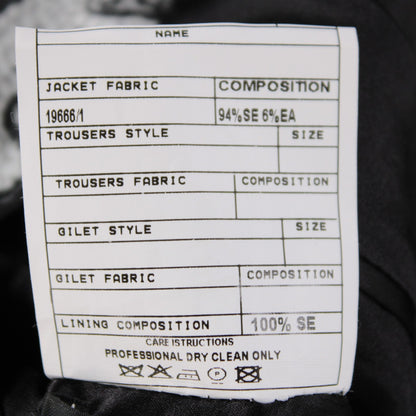 NAME
JACKET FABRIC COMPOSITION
19666/1 94%SE 6%EA
TROUSERS STYLE SIZE
TROUSERS FABRIC COMPOSITION
GILET STYLE SIZE
GILET FABRIC COMPOSITION
LINING COMPOSITION 100% SE
CARE ISTRUCTIONS
PROFESSIONAL DRY CLEAN ONLY
P